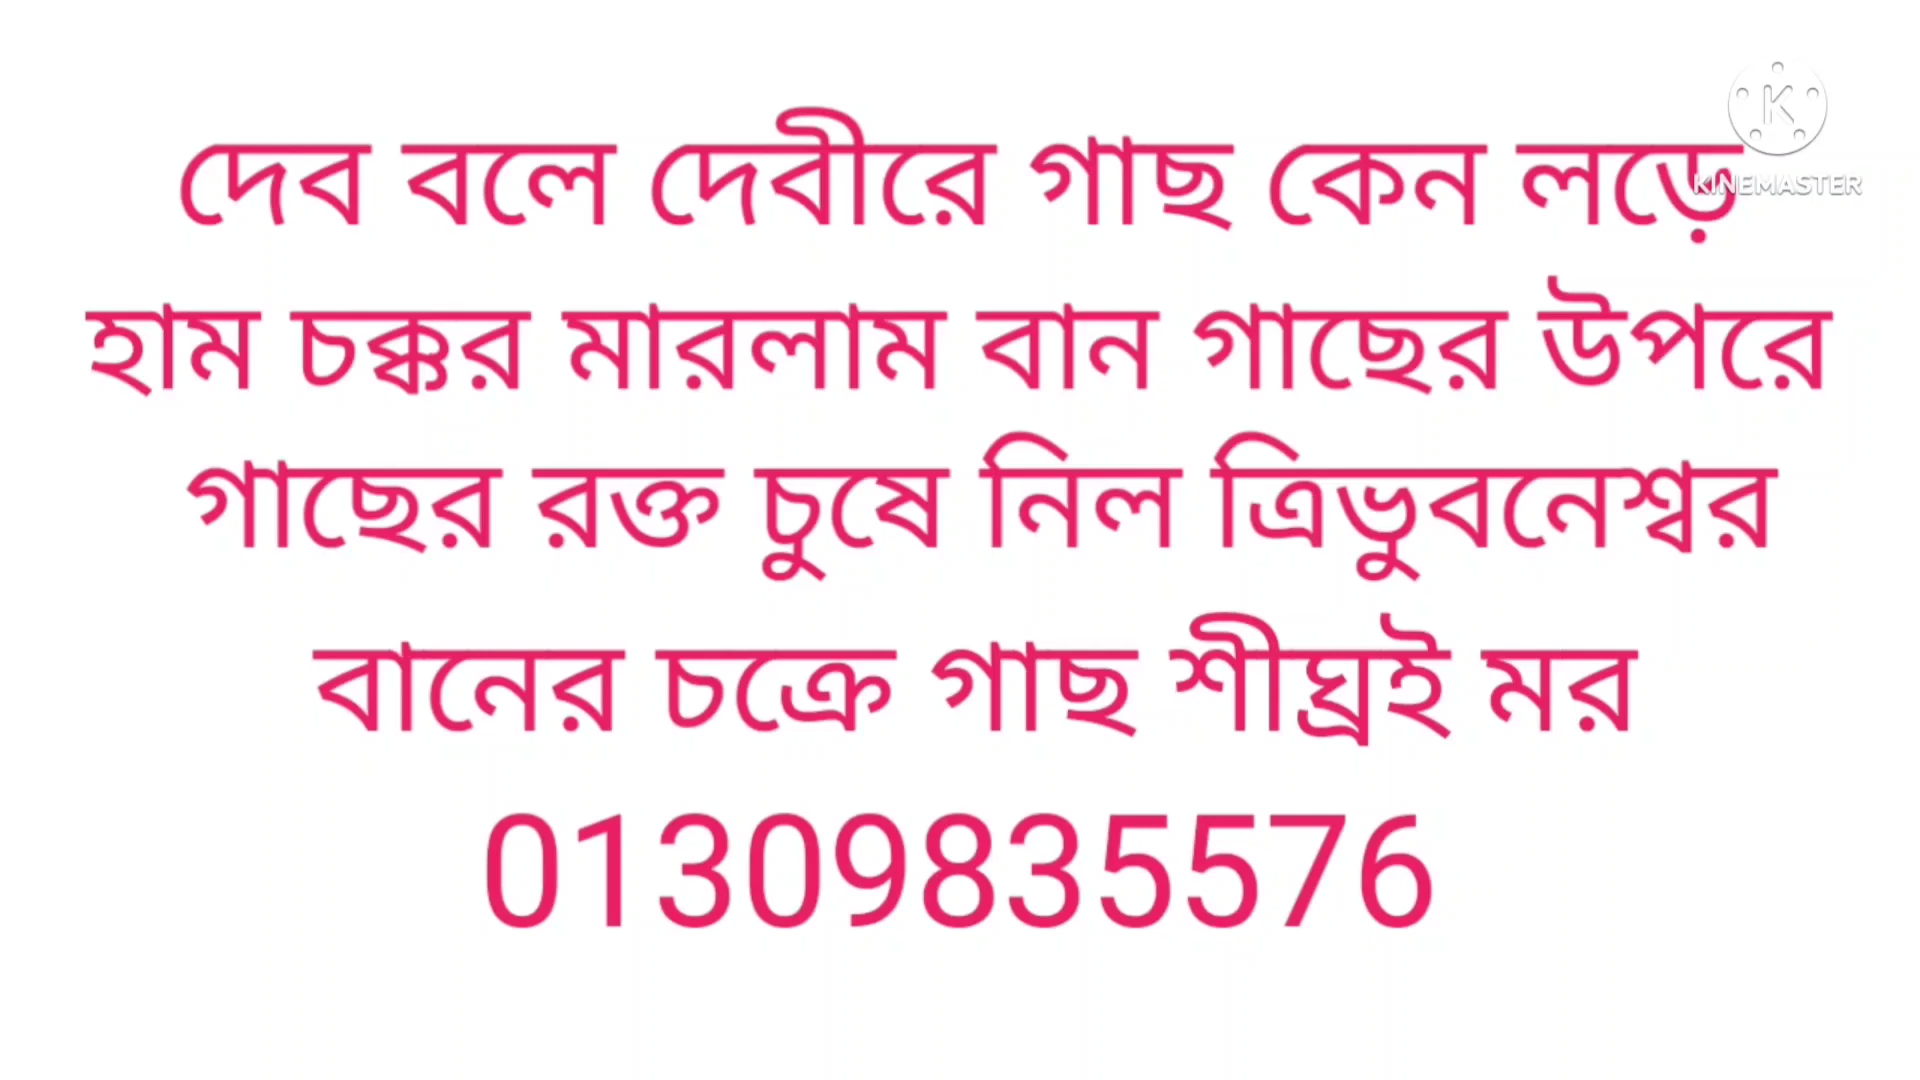 দেব বলে দেবীরে গাছ কেন লড়ে
হাম চক্কর মারলাম বান গাছের উপরে
গাছের রক্ত চুষে নিল ত্রিভুবনেশ্বর
বানের চক্রে গাছ শীঘ্রই মর
01309835576
KINEMASTER